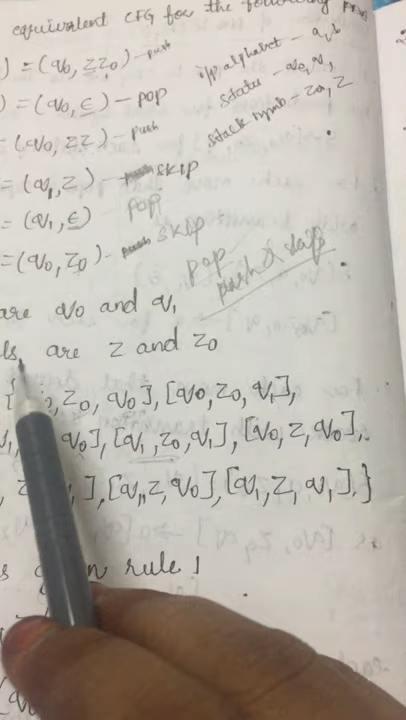 equivalent CFG for the following
) = (q0, ZZ0) - push
i/p alphabet - a, b
) = (q0, ∈) - pop
states - q0, q1
= (q0, ZZ) - push
stack symb - Z0, Z
= (q1, Z) - skip
= (q1, ∈) pop
= (q0, Z0) - skip
pop
push & skip
are q0 and q1
ls are Z and Z0
, Z0, q0], [q0, Z0, q1],
q0], [q1, Z0, q1], [q0, Z, q0],
], [q1, Z, q0], [q1, Z, q1], }
rule 1